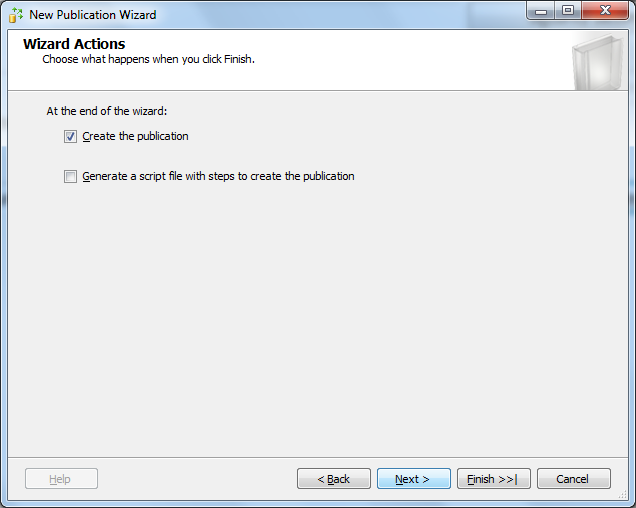 New Publication Wizard
Wizard Actions
Choose what happens when you click Finish.
At the end of the wizard:
Create the publication
Generate a script file with steps to create the publication
Help
< Back
Next >
Finish >>|
Cancel